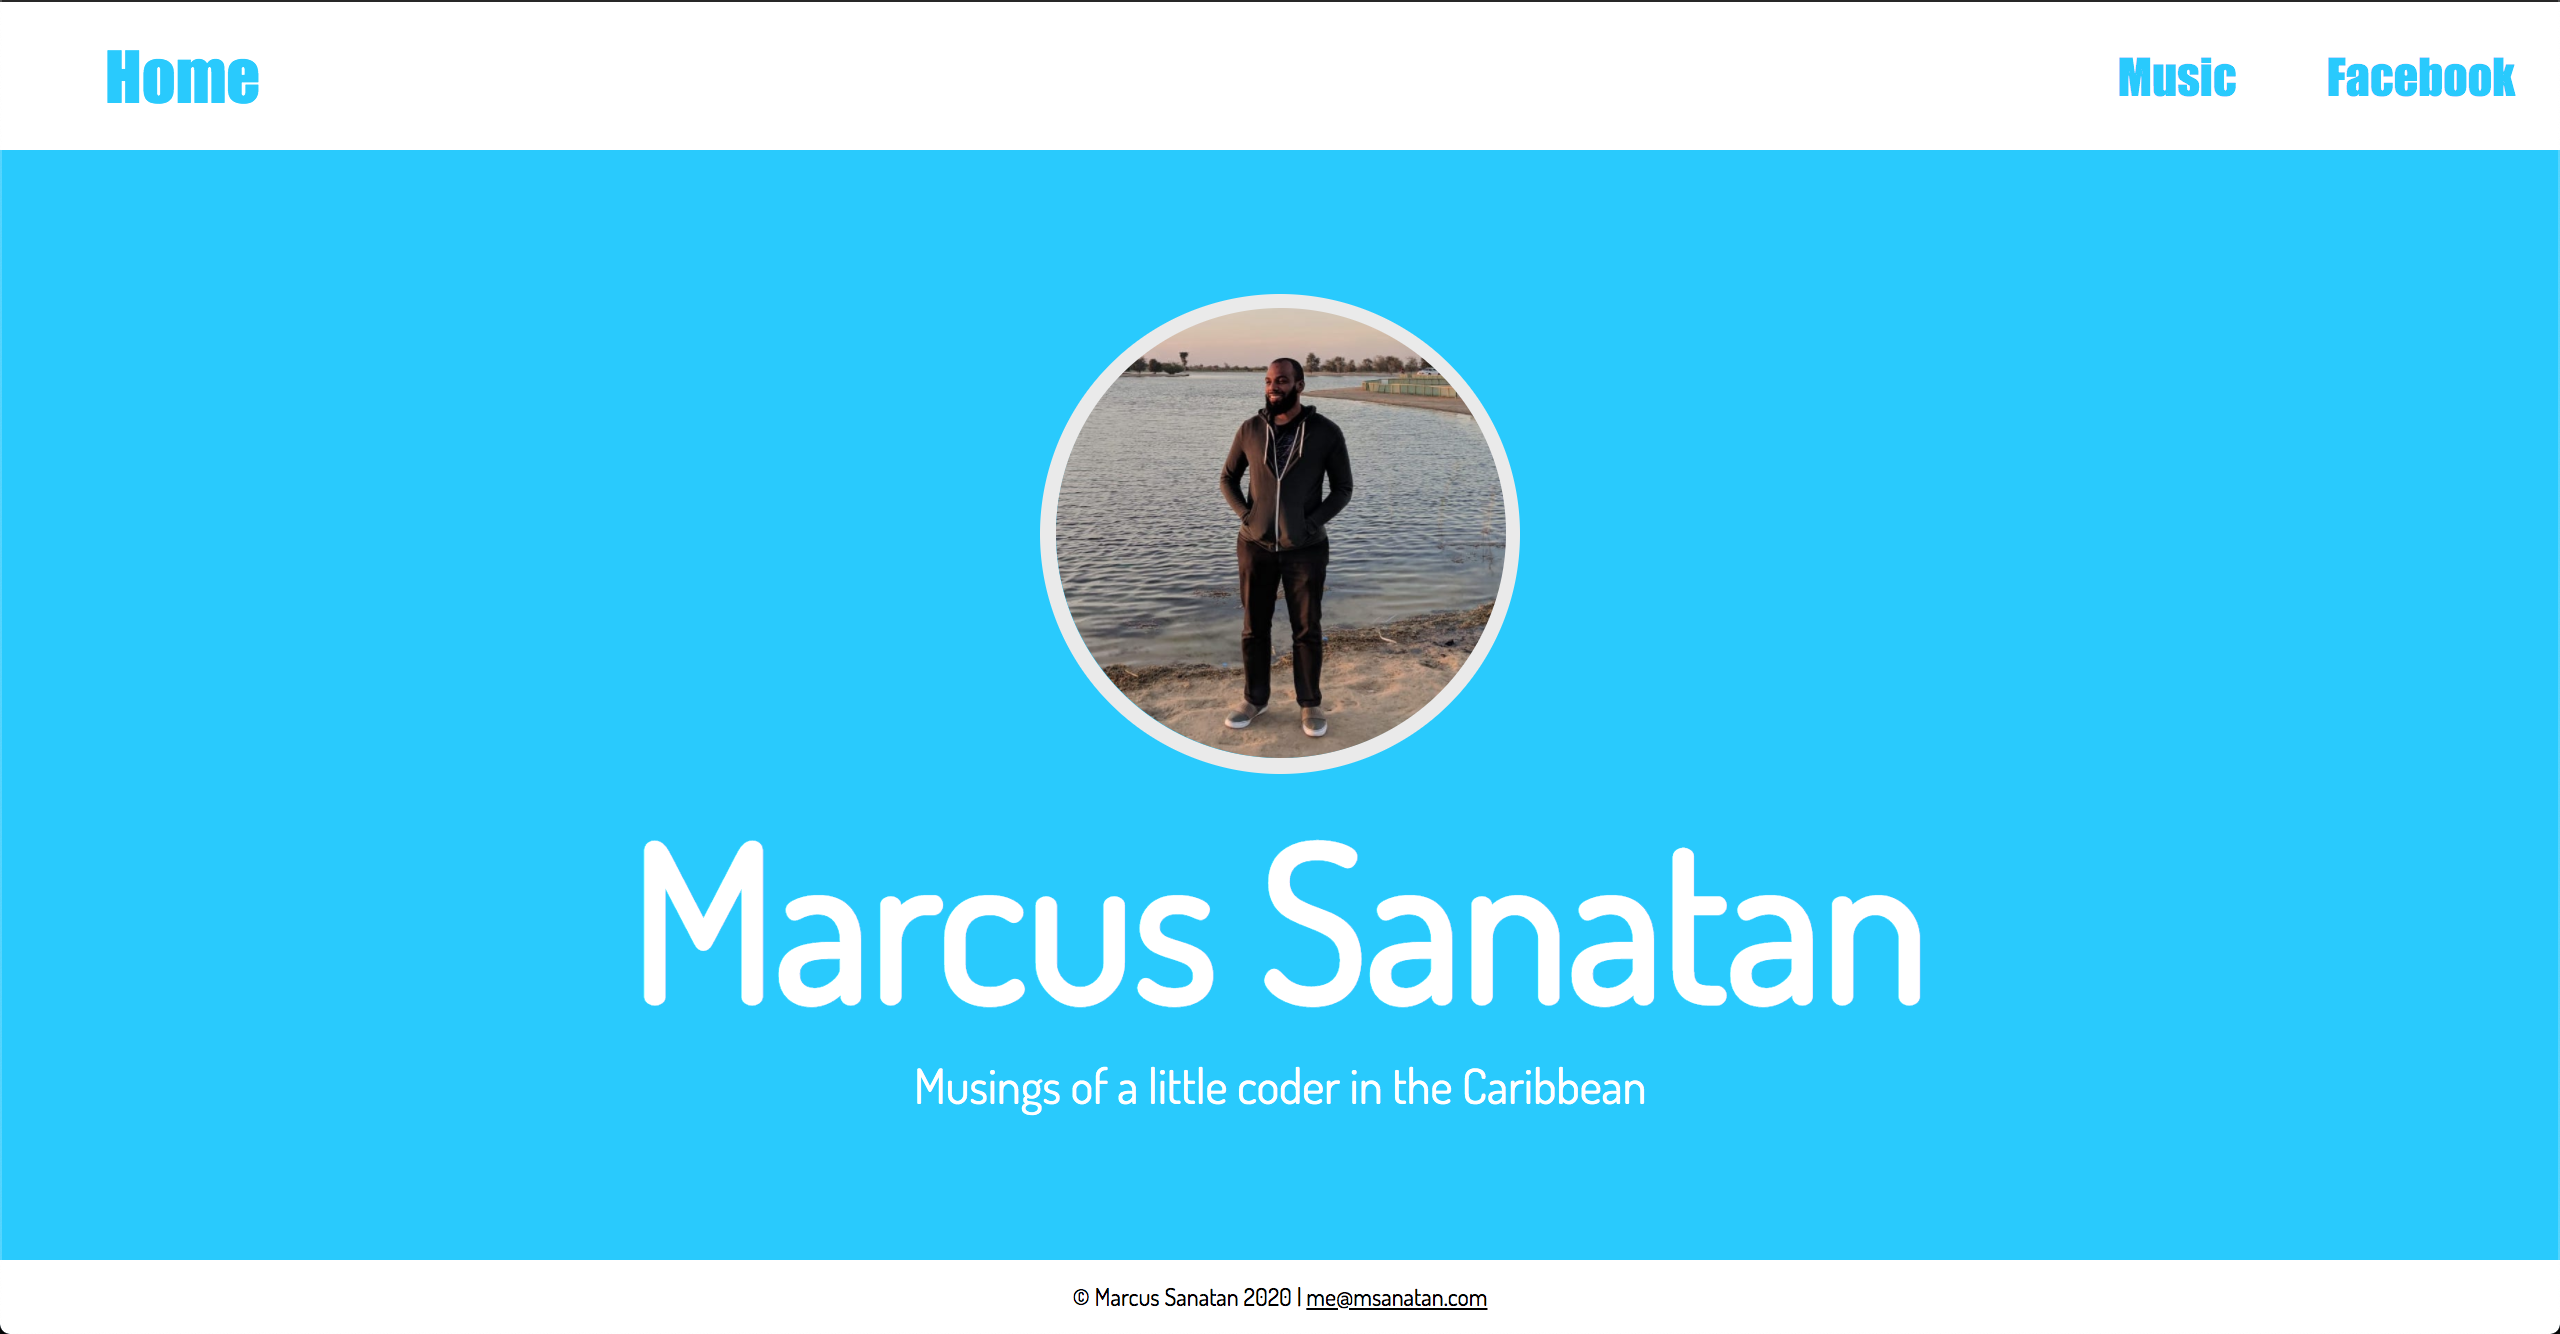 Home Music Facebook
Marcus Sanatan
Musings of a little coder in the Caribbean
© Marcus Sanatan 2020 | me@msanatan.com